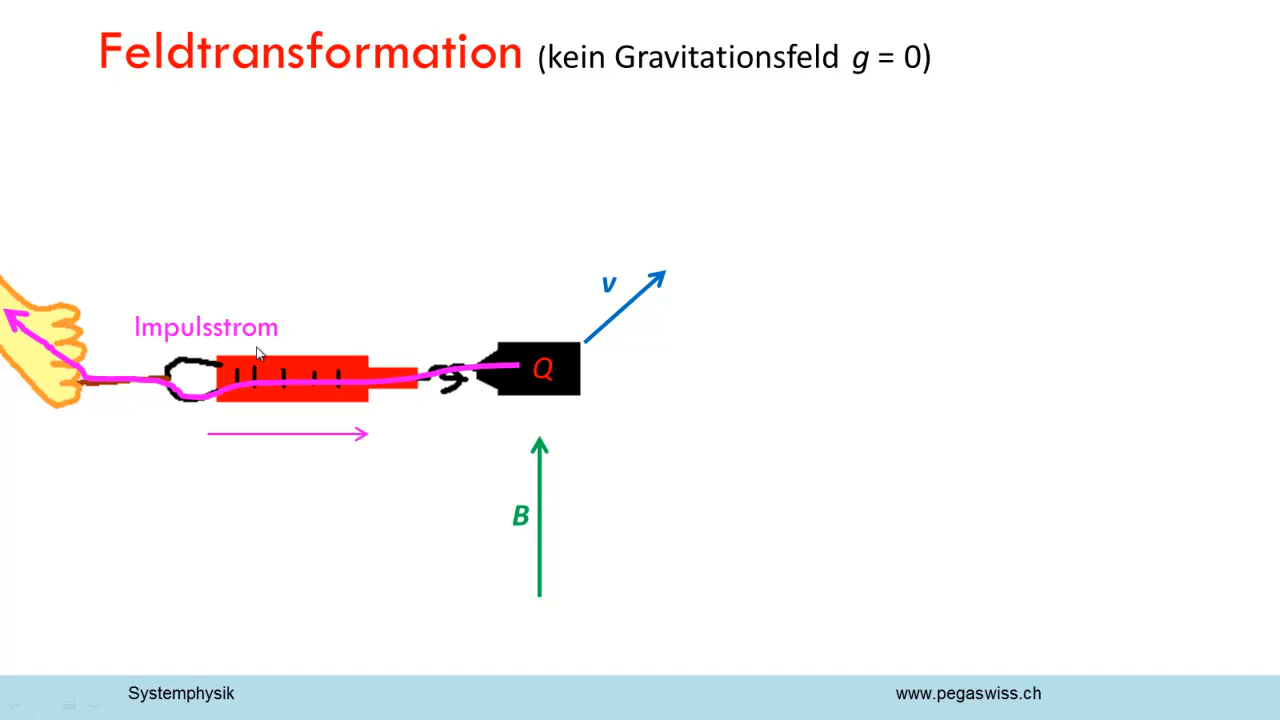 Feldtransformation (kein Gravitationsfeld g = 0)
v
Impulsstrom
Q
B
Systemphysik
www.pegaswiss.ch